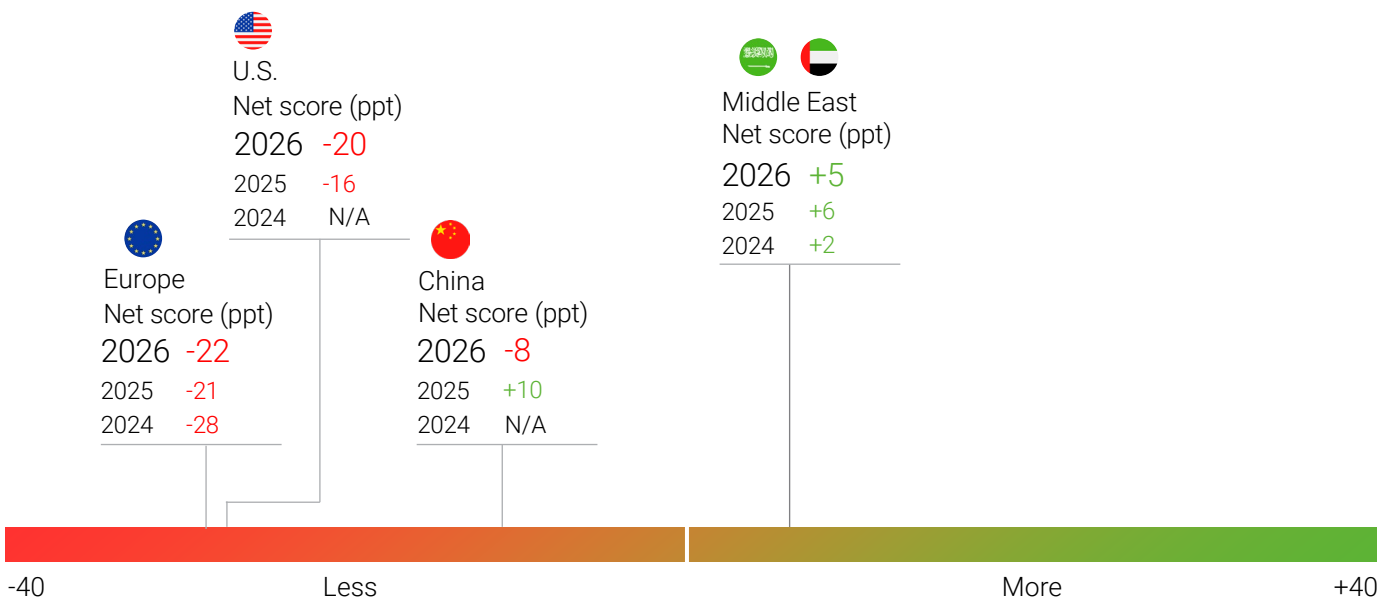 U.S.
Net score (ppt)
2026 -20
2025 -16
2024 N/A
Middle East
Net score (ppt)
2026 +5
2025 +6
2024 +2
Europe
Net score (ppt)
2026 -22
2025 -21
2024 -28
China
Net score (ppt)
2026 -8
2025 +10
2024 N/A
-40 Less More +40